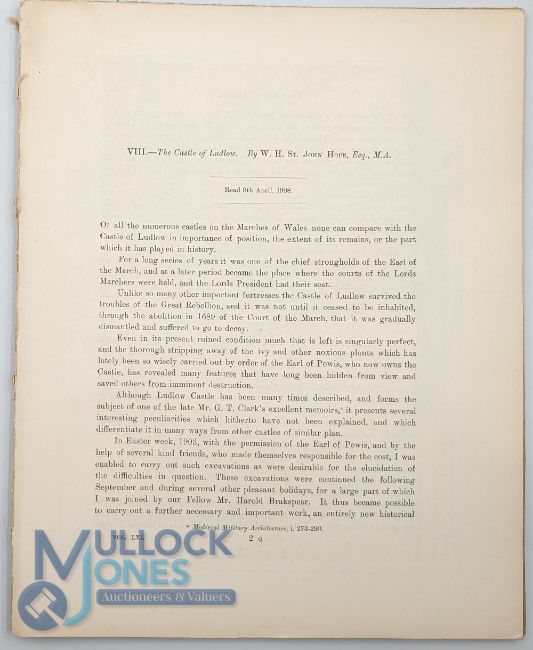 VIII.—The Castle of Ludlow. By W. H. St. John Hope, Esq., M.A.
Read 9th April, 1908.
Of all the numerous castles on the Marches of Wales none can compare with the
Castle of Ludlow in importance of position, the extent of its remains, or the part
which it has played in history.
For a long series of years it was one of the chief strongholds of the Earl of
the March, and at a later period became the place where the courts of the Lords
Marchers were held, and the Lords President had their seat.
Unlike so many other important fortresses the Castle of Ludlow survived the
troubles of the Great Rebellion, and it was not until it ceased to be inhabited,
through the abolition in 1689 of the Court of the March, that it was gradually
dismantled and suffered to go to decay.
Even in its present ruined condition much that is left is singularly perfect,
and the thorough stripping away of the ivy and other noxious plants which has
lately been so wisely carried out by order of the Earl of Powis, who now owns the
Castle, has revealed many features that have long been hidden from view and
saved others from imminent destruction.
Although Ludlow Castle has been many times described, and forms the
subject of one of the late Mr. G. T. Clark's excellent memoirs,* it presents several
interesting peculiarities which hitherto have not been explained, and which
differentiate it in many ways from other castles of similar plan.
In Easter week, 1903, with the permission of the Earl of Powis, and by the
help of several kind friends, who made themselves responsible for the cost, I was
enabled to carry out such excavations as were desirable for the elucidation of
the difficulties in question. These excavations were continued the following
September and during several other pleasant holidays, for a large part of which
I was joined by our Fellow Mr. Harold Brakspear. It thus became possible
to carry out a further necessary and important work, an entirely new historical
* Mediæval Military Architecture, i. 273-290.
VOL. LXI. 2 Q
MULLOCK
JONES
Auctioneers & Valuers